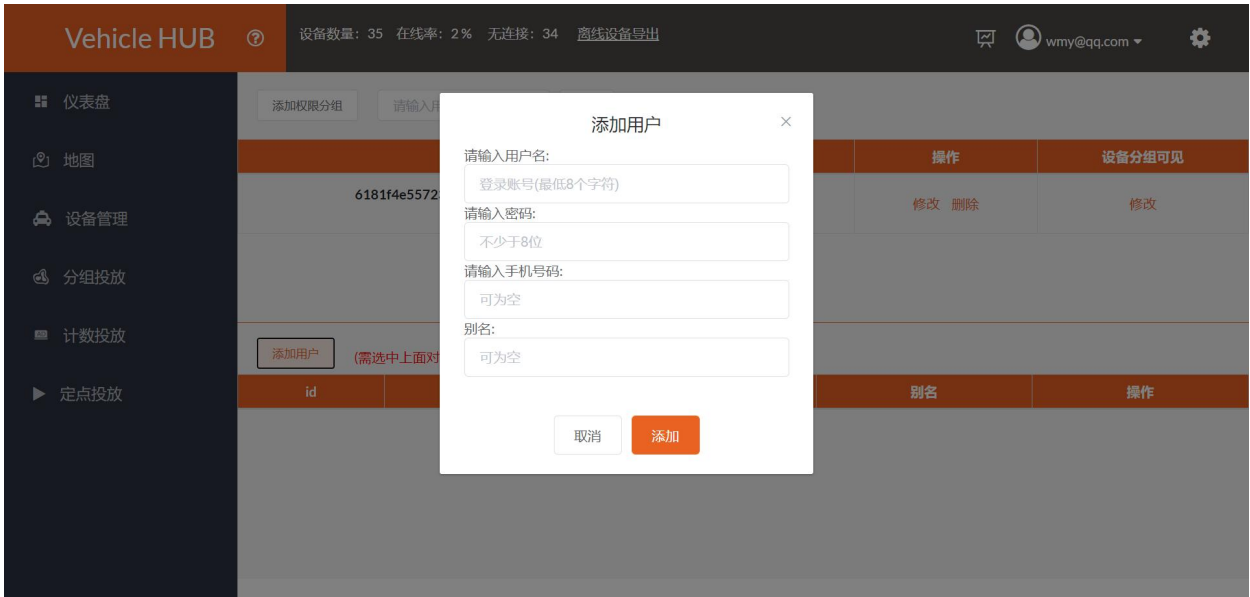 Vehicle HUB
设备数量: 35 在线率: 2% 无连接: 34 离线设备导出
wmy@qq.com
仪表盘
地图
设备管理
分组投放
计数投放
定点投放
添加权限分组
请输入用
操作
设备分组可见
6181f4e5572
修改 删除
修改
添加用户
(需选中上面对
id
别名
操作
添加用户
请输入用户名:
登录账号(最低8个字符)
请输入密码:
不少于8位
请输入手机号码:
可为空
别名:
可为空
取消
添加